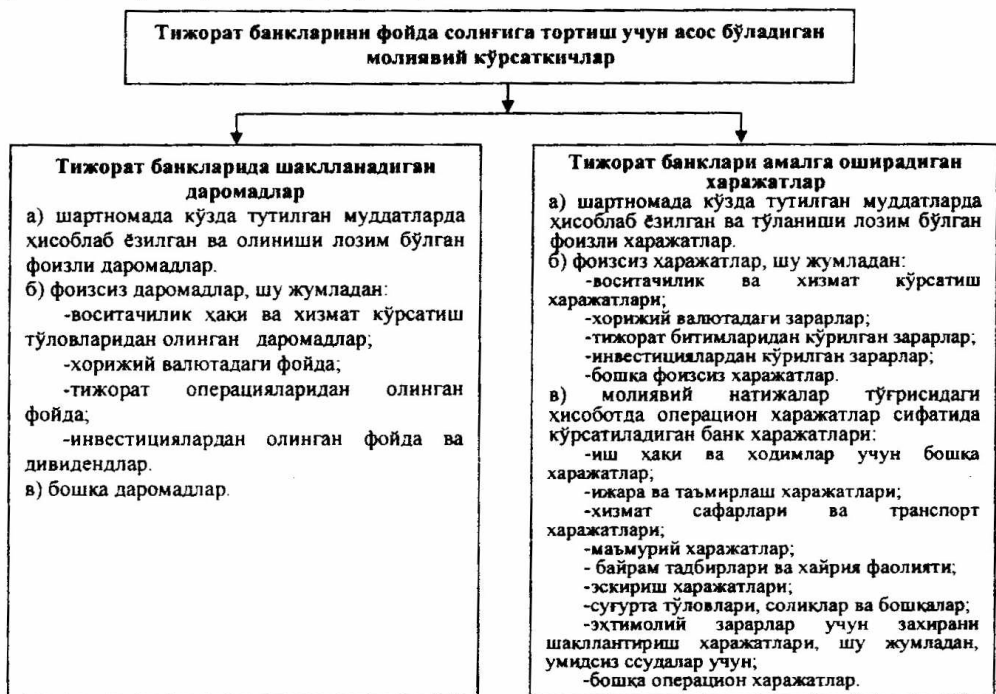 Тижорат банкларини фойда солиғига тортиш учун асос бўладиган
молиявий кўрсаткичлар
Тижорат банкларида шаклланадиган
даромадлар
а) шартномада кўзда тутилган муддатларда
ҳисоблаб ёзилган ва олиниши лозим бўлган
фоизли даромадлар.
б) фоизсиз даромадлар, шу жумладан:
-воситачилик ҳақи ва хизмат кўрсатиш
тўловларидан олинган даромадлар;
-хорижий валютадаги фойда;
-тижорат операцияларидан олинган
фойда;
-инвестициялардан олинган фойда ва
дивидендлар.
в) бошқа даромадлар.
Тижорат банклари амалга оширадиган
харажатлар
а) шартномада кўзда тутилган муддатларда
ҳисоблаб ёзилган ва тўланиши лозим бўлган
фоизли харажатлар.
б) фоизсиз харажатлар, шу жумладан:
-воситачилик ва хизмат кўрсатиш
харажатлари;
-хорижий валютадаги зарарлар;
-тижорат битимларидан кўрилган зарарлар;
-инвестициялардан кўрилган зарарлар;
-бошқа фоизсиз харажатлар.
в) молиявий натижалар тўғрисидаги
ҳисоботда операцион харажатлар сифатида
кўрсатиладиган банк харажатлари:
-иш ҳақи ва ходимлар учун бошқа
харажатлар;
-ижара ва таъмирлаш харажатлари;
-хизмат сафарлари ва транспорт
харажатлари;
-маъмурий харажатлар;
- байрам тадбирлари ва хайрия фаолияти;
-эскириш харажатлари;
-суғурта тўловлари, солиқлар ва бошқалар;
-эҳтимолий зарарлар учун захирани
шакллантириш харажатлари, шу жумладан,
умидсиз ссудалар учун;
-бошқа операцион харажатлар.